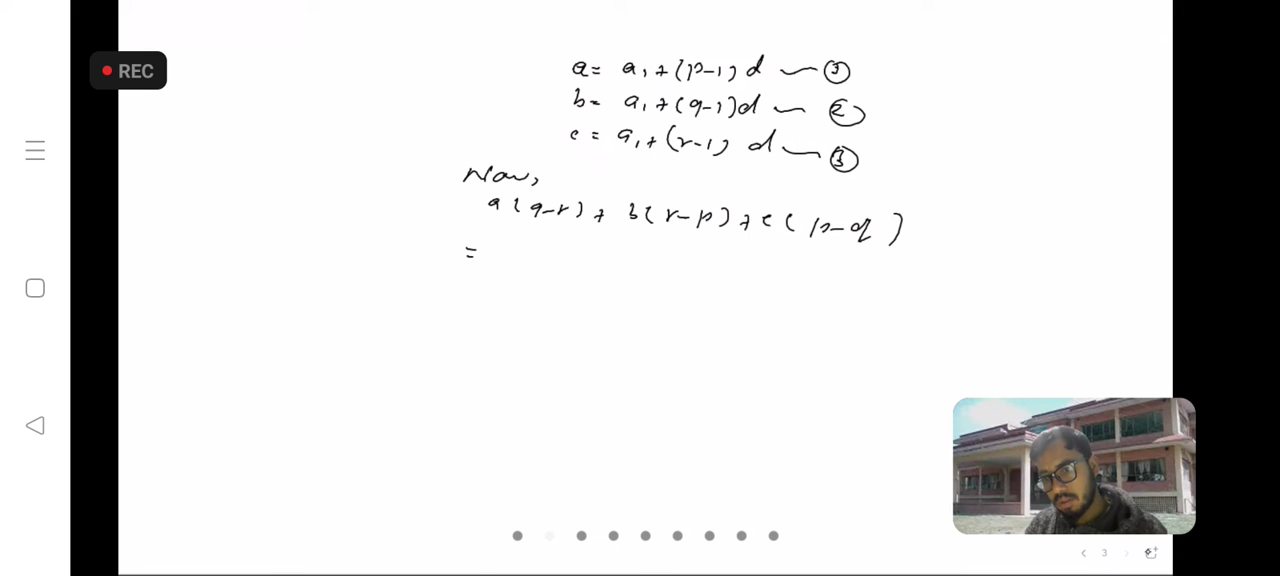 REC
a = a₁ + (p-1) d — ①
b = a₁ + (q-1)d — ②
c = a₁ + (r-1) d — ③
Now,
a(q-r) + b(r-p) + c(p-q)
=
3